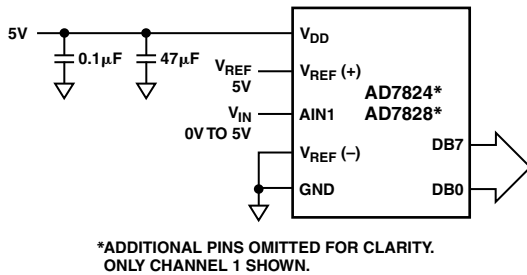 5V
0.1μF
47μF
VDD
VREF
5V
VREF (+)
AD7824*
AD7828*
VIN
0V TO 5V
AIN1
VREF (–)
DB7
GND
DB0
*ADDITIONAL PINS OMITTED FOR CLARITY.
ONLY CHANNEL 1 SHOWN.